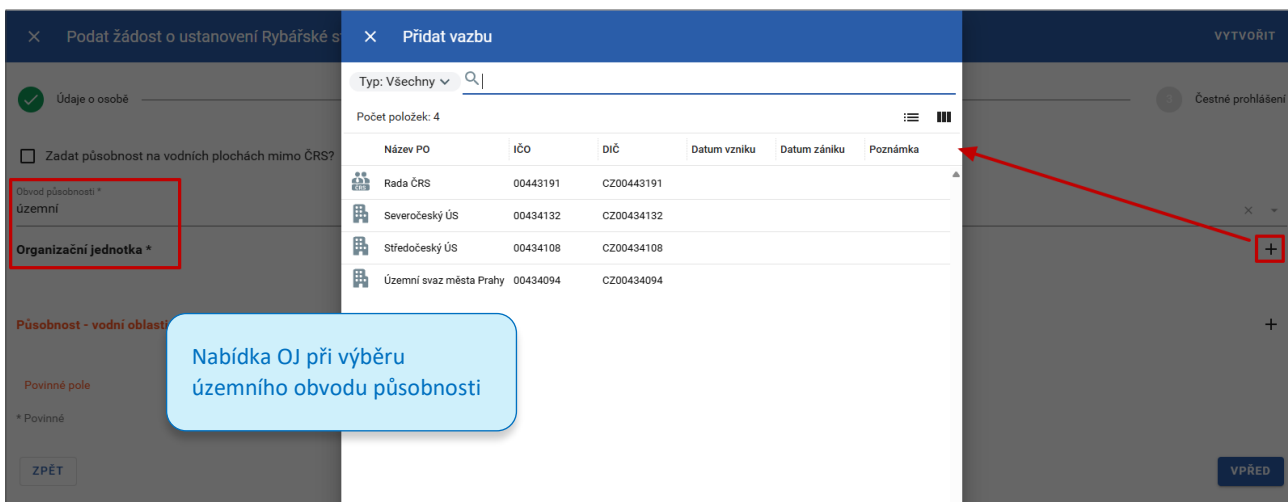 Podat žádost o ustanovení Rybářské s
Přidat vazbu
VYTVOŘIT
Typ: Všechny
Údaje o osobě
3
Čestné prohlášení
Počet položek: 4
Zadat působnost na vodních plochách mimo ČRS?
Název PO IČO DIČ Datum vzniku Datum zániku Poznámka
ČRS Rada ČRS 00443191 CZ00443191
Obvod působnosti *
územní
Severočeský ÚS 00434132 CZ00434132
Organizační jednotka *
Středočeský ÚS 00434108 CZ00434108
Územní svaz města Prahy 00434094 CZ00434094
Působnost - vodní oblasti
Nabídka OJ při výběru
územního obvodu působnosti
Povinné pole
* Povinné
ZPĚT
VPŘED